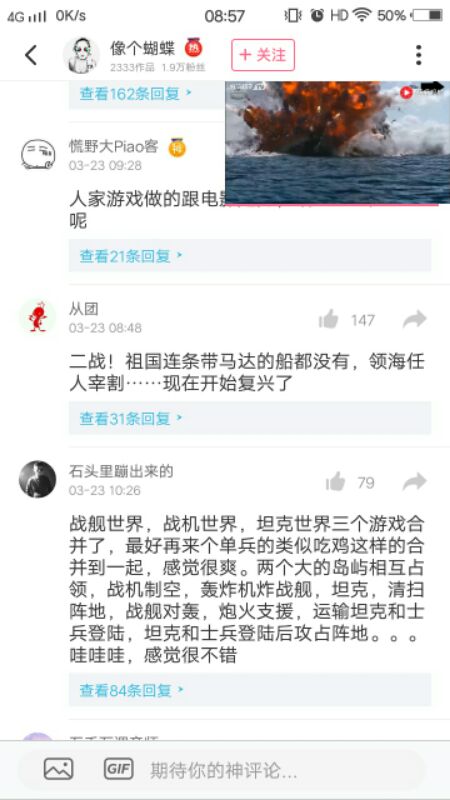 4G 0K/s 08:57 HD 50%
像个蝴蝶 热
2333作品 1.9万粉丝
+ 关注
查看162条回复
慌野大Piao客 神
03-23 09:28
人家游戏做的跟电
呢
查看21条回复
从团
03-23 08:48
147
二战！祖国连条带马达的船都没有，领海任
人宰割……现在开始复兴了
查看31条回复
石头里蹦出来的
03-23 10:26
79
战舰世界，战机世界，坦克世界三个游戏合
并了，最好再来个单兵的类似吃鸡这样的合
并到一起，感觉很爽。两个大的岛屿相互占
领，战机制空，轰炸机炸战舰，坦克，清扫
阵地，战舰对轰，炮火支援，运输坦克和士
兵登陆，坦克和士兵登陆后攻占阵地。。。
哇哇哇，感觉很不错
查看84条回复
GIF 期待你的神评论...